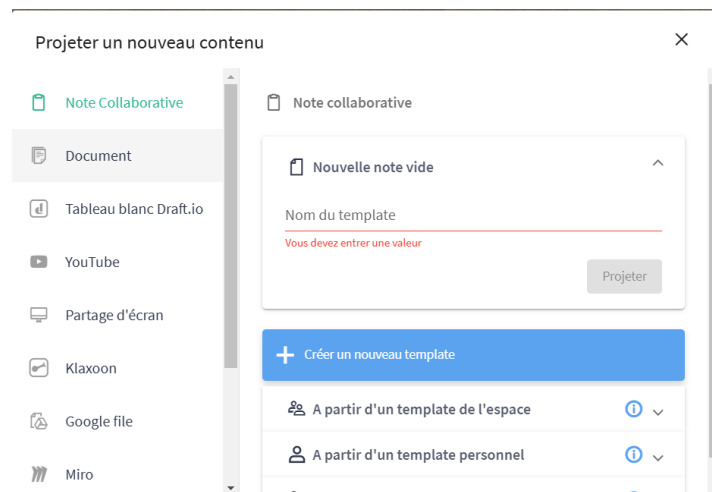 Projeter un nouveau contenu
Note Collaborative
Document
Tableau blanc Draft.io
YouTube
Partage d'écran
Klaxoon
Google file
Miro
Note collaborative
Nouvelle note vide
Nom du template
Vous devez entrer une valeur
Projeter
Créer un nouveau template
A partir d'un template de l'espace
A partir d'un template personnel